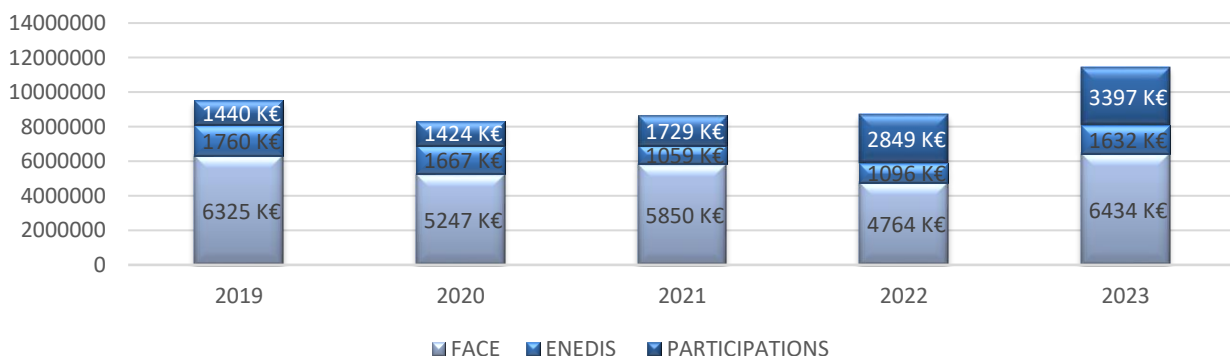 14000000
12000000
10000000
8000000
6000000
4000000
2000000
0
1440 K€
1760 K€
6325 K€
1424 K€
1667 K€
5247 K€
1729 K€
1059 K€
5850 K€
2849 K€
1096 K€
4764 K€
3397 K€
1632 K€
6434 K€
2019 2020 2021 2022 2023
FACE ENEDIS PARTICIPATIONS